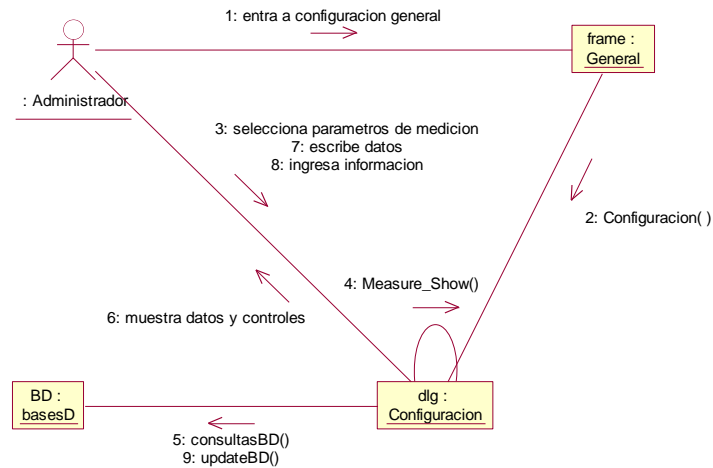 1: entra a configuracion general
frame :
General
: Administrador
3: selecciona parametros de medicion
7: escribe datos
8: ingresa informacion
2: Configuracion( )
4: Measure_Show()
6: muestra datos y controles
BD :
basesD
dlg :
Configuracion
5: consultasBD()
9: updateBD()